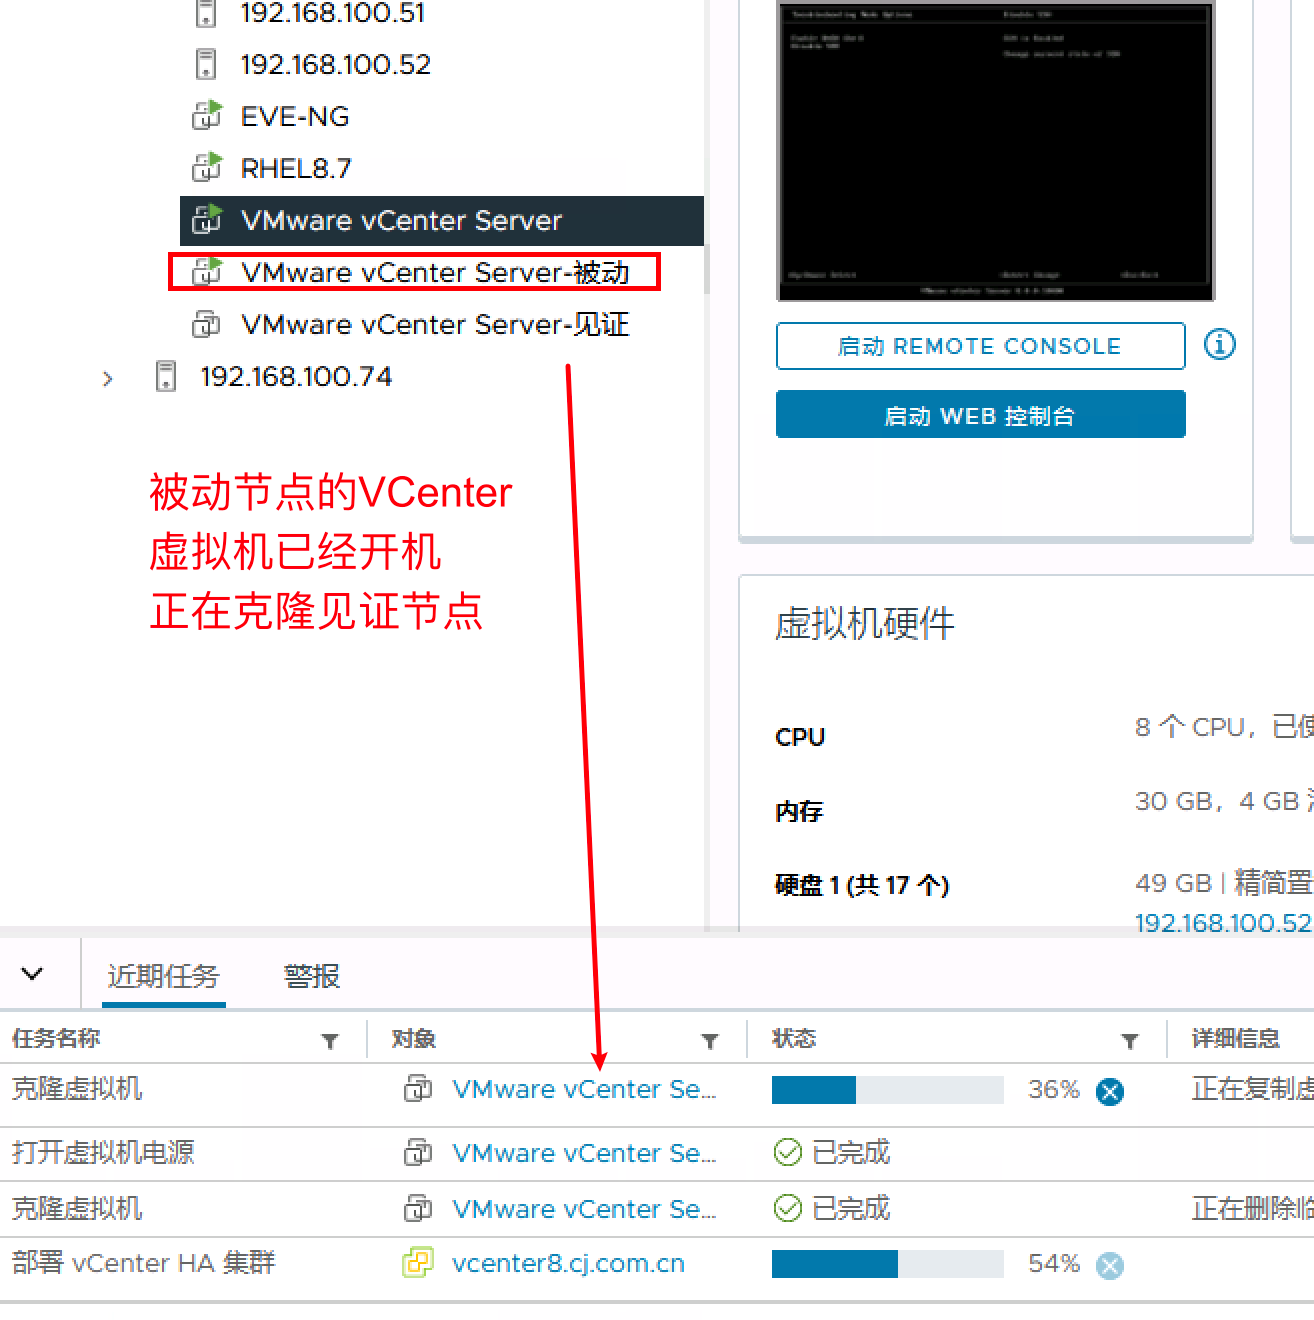 192.168.100.51
192.168.100.52
EVE-NG
RHEL8.7
VMware vCenter Server
VMware vCenter Server-被动
VMware vCenter Server-见证
192.168.100.74
被动节点的VCenter
虚拟机已经开机
正在克隆见证节点
启动 REMOTE CONSOLE
启动 WEB 控制台
虚拟机硬件
CPU
8 个 CPU，已使
内存
30 GB，4 GB
硬盘 1 (共 17 个)
49 GB | 精简置
192.168.100.52
近期任务 警报
任务名称 对象 状态 详细信息
克隆虚拟机 VMware vCenter Se... 36% 正在复制虚
打开虚拟机电源 VMware vCenter Se... 已完成
克隆虚拟机 VMware vCenter Se... 已完成 正在删除临
部署 vCenter HA 集群 vcenter8.cj.com.cn 54%